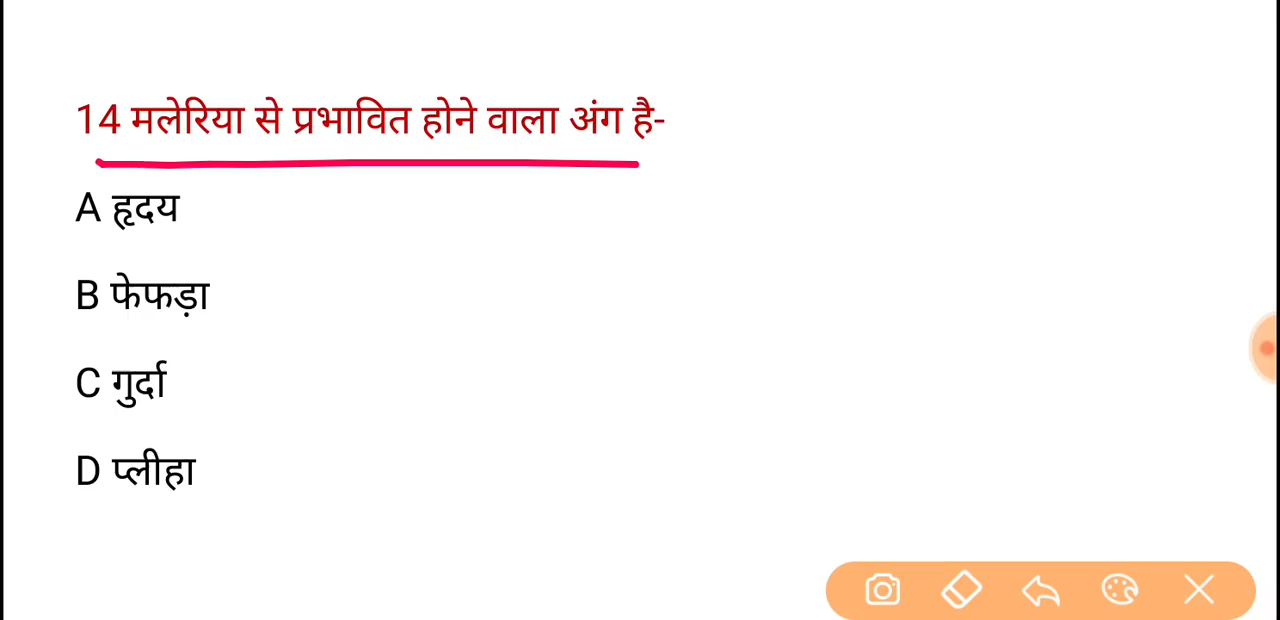 14 मलेरिया से प्रभावित होने वाला अंग है-
A हृदय
B फेफड़ा
C गुर्दा
D प्लीहा